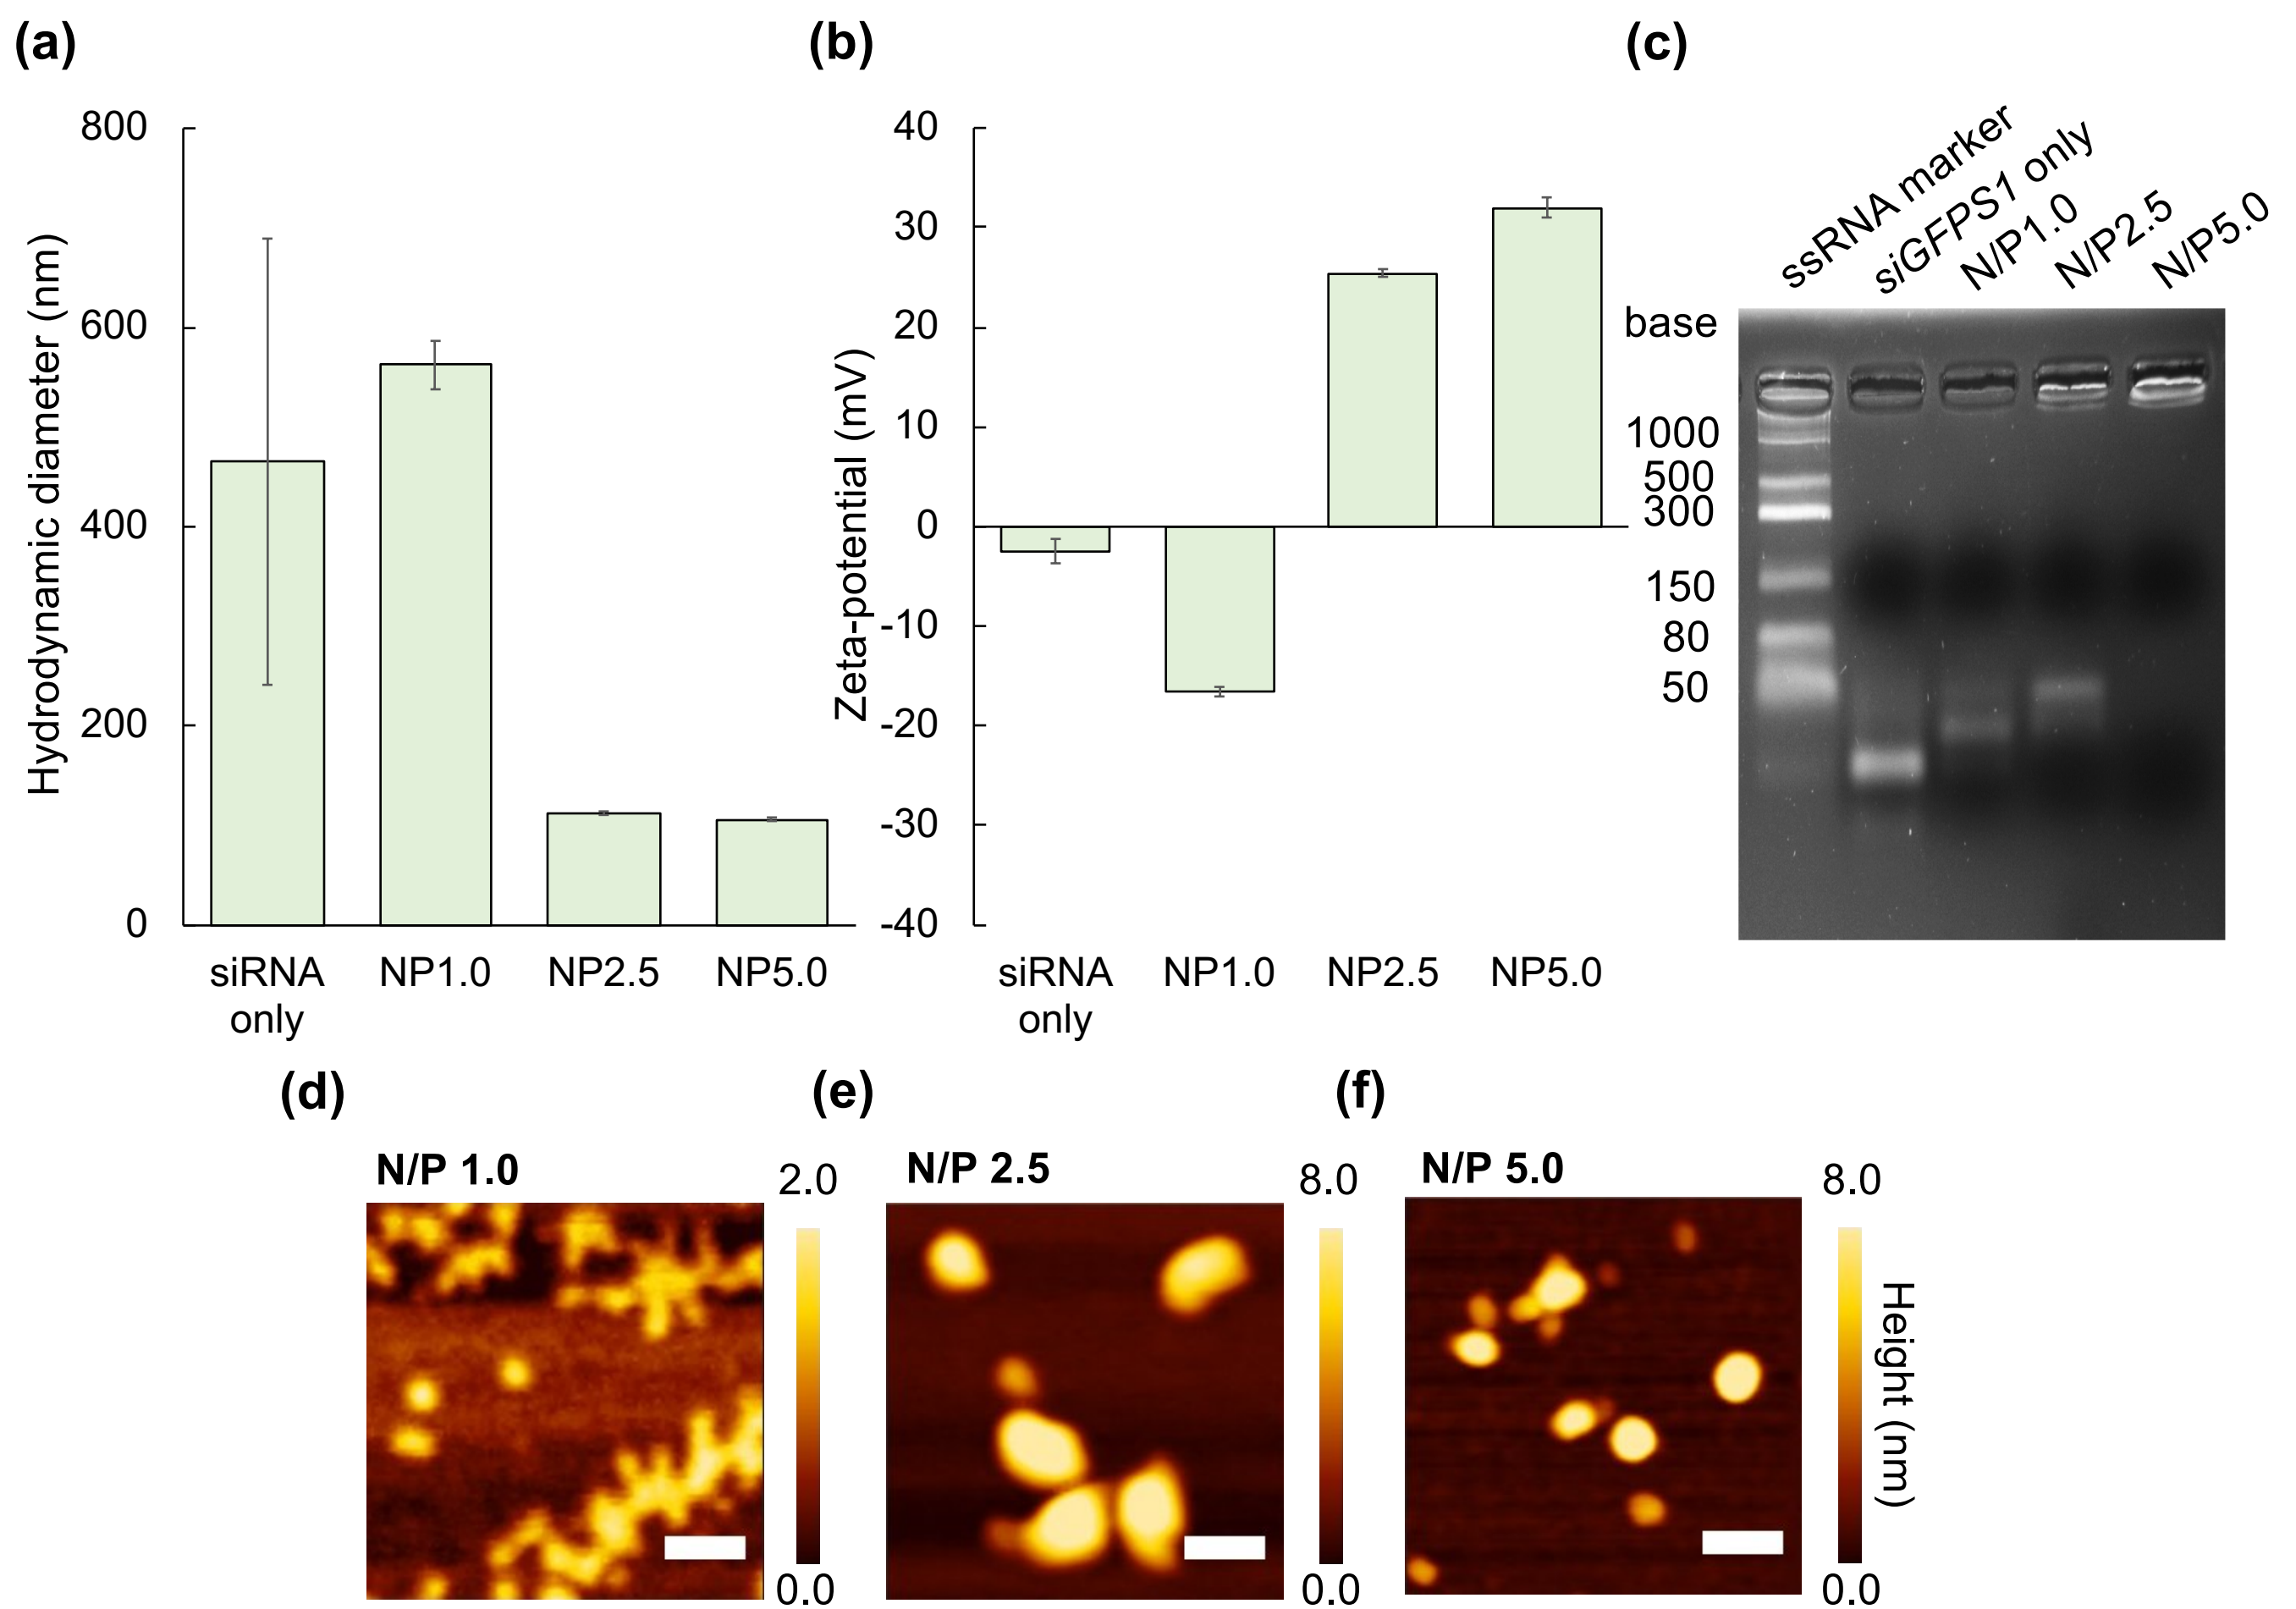 (a)
Hydrodynamic diameter (nm)
800
600
400
200
0
siRNA
only
NP1.0
NP2.5
NP5.0
(b)
Zeta-potential (mV)
40
30
20
10
0
-10
-20
-30
-40
siRNA
only
NP1.0
NP2.5
NP5.0
(c)
ssRNA marker
siGFPS1 only
N/P1.0
N/P2.5
N/P5.0
base
1000
500
300
150
80
50
(d)
N/P 1.0
2.0
0.0
(e)
N/P 2.5
8.0
0.0
(f)
N/P 5.0
8.0
0.0
Height (nm)